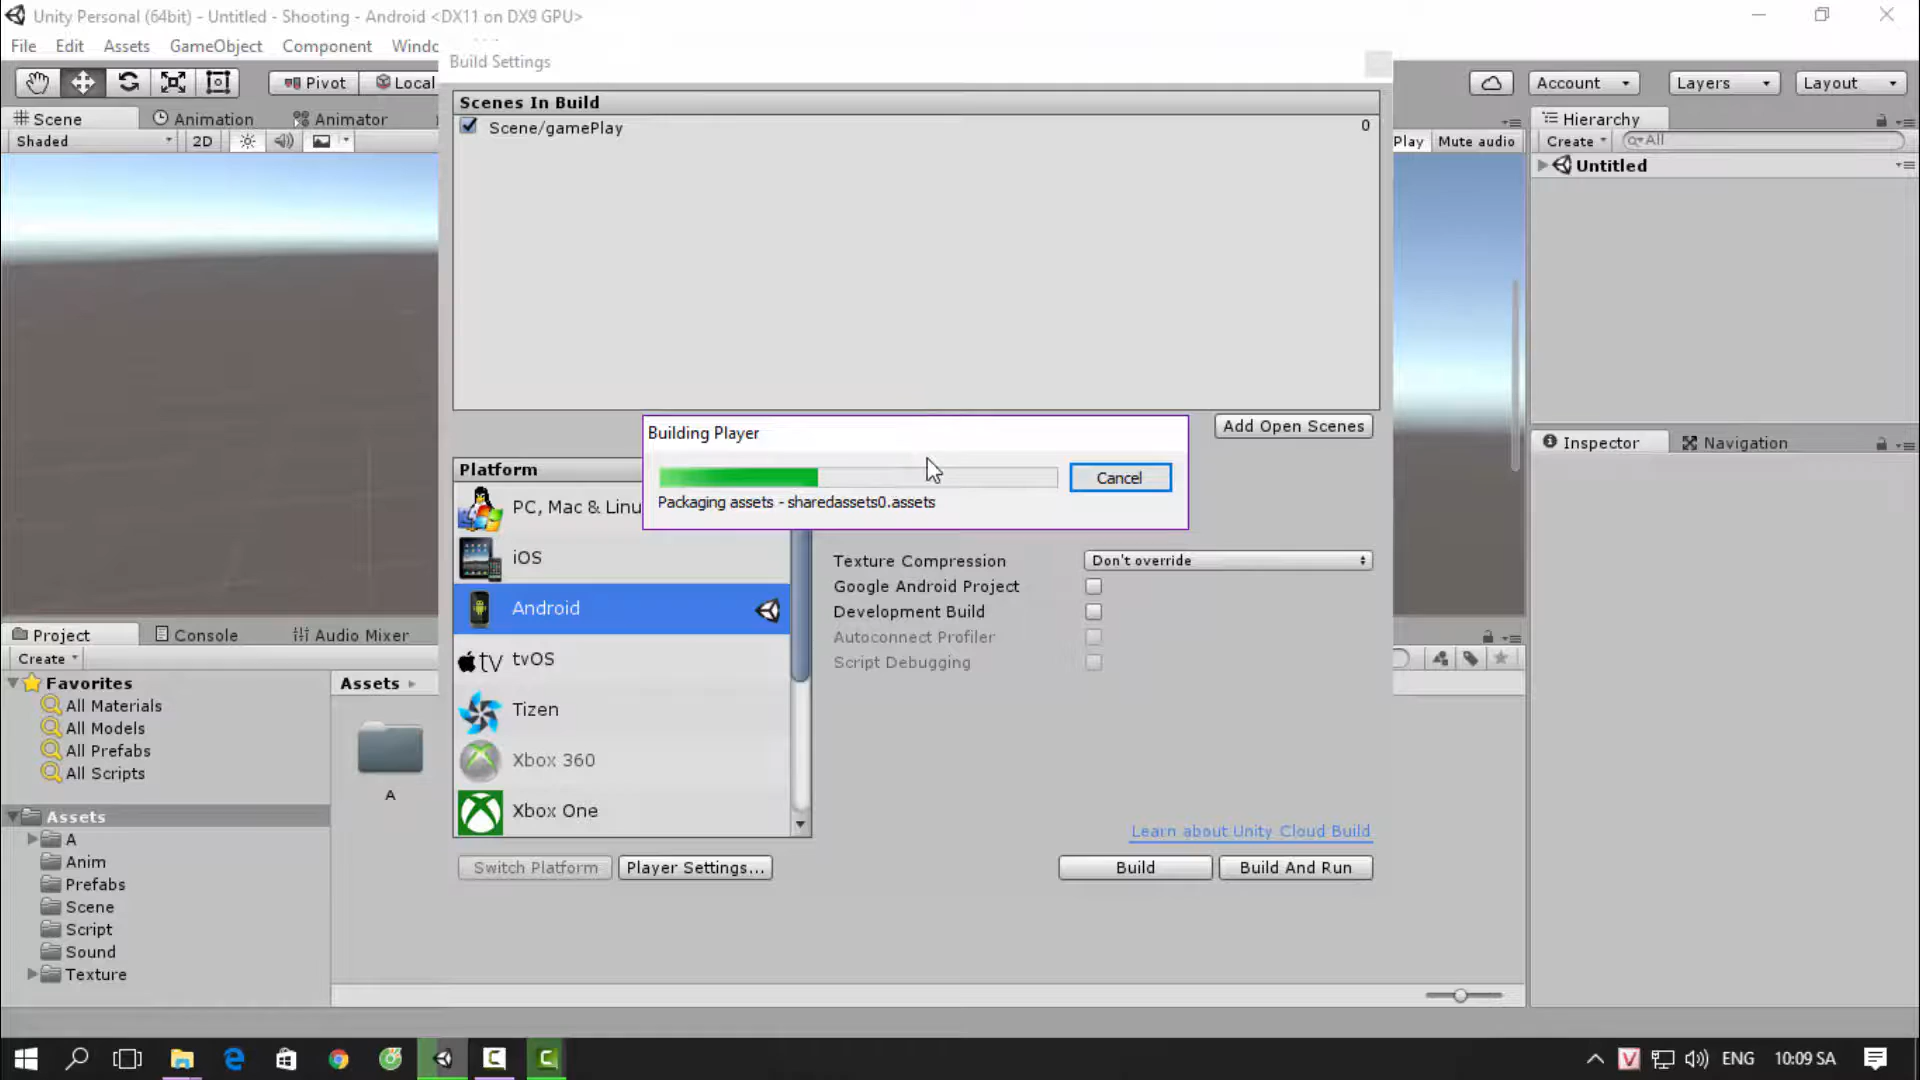 Unity Personal (64bit) - Untitled - Shooting - Android <DX11 on DX9 GPU>
File Edit Assets GameObject Component Windo
Build Settings
Pivot Local
Account Layers Layout
Scenes In Build
Scene Animation Animator
Hierarchy
Scene/gamePlay 0
Shaded 2D
Play Mute audio
Create All
Untitled
Add Open Scenes
Building Player
Cancel
Packaging assets - sharedassets0.assets
Inspector Navigation
Platform
PC, Mac & Linu
iOS
Android
tvOS
tv
Tizen
Xbox 360
Xbox One
Texture Compression Don't override
Google Android Project
Development Build
Autoconnect Profiler
Script Debugging
Learn about Unity Cloud Build
Switch Platform Player Settings... Build Build And Run
Project Console Audio Mixer
Create
Favorites
All Materials
All Models
All Prefabs
All Scripts
Assets
A
Assets
A
Anim
Prefabs
Scene
Script
Sound
Texture
ENG 10:09 SA